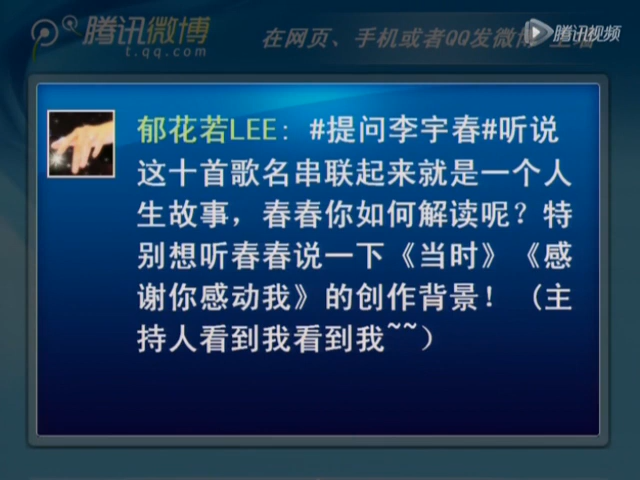 腾讯微博
t.qq.com
在网页、手机或者QQ发微博
腾讯视频
郁花若LEE: #提问李宇春#听说
这十首歌名串联起来就是一个人
生故事，春春你如何解读呢？特
别想听春春说一下《当时》《感
谢你感动我》的创作背景！（主
持人看到我看到我~~）